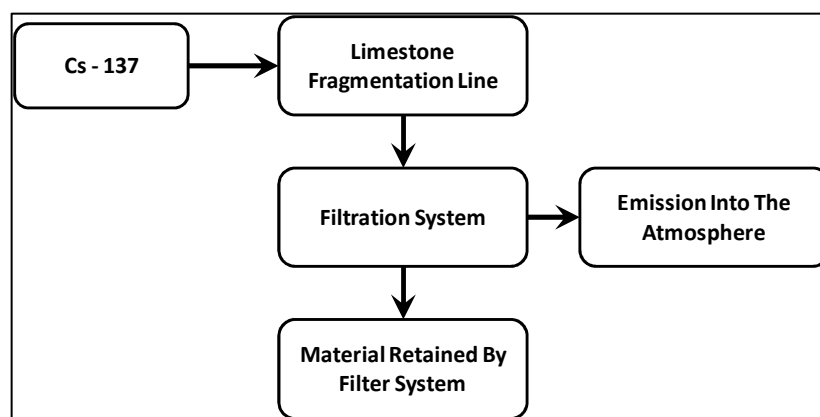 Cs - 137
Limestone
Fragmentation Line
Filtration System
Emission Into The
Atmosphere
Material Retained By
Filter System